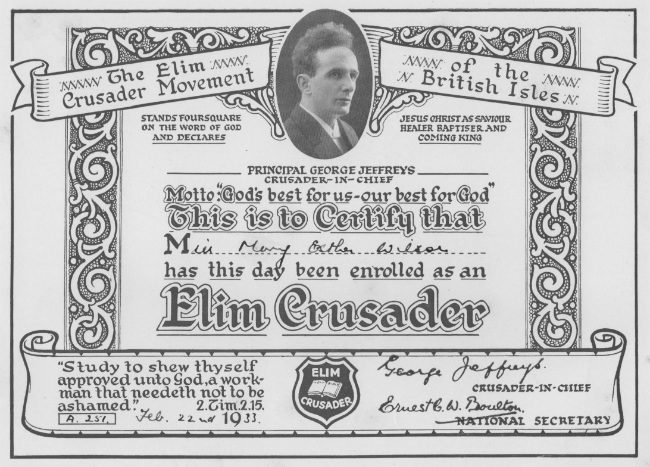 The Elim
Crusader Movement
of the
British Isles
STANDS FOURSQUARE
ON THE WORD OF GOD
AND DECLARES
JESUS CHRIST AS SAVIOUR
HEALER BAPTISER AND
COMING KING
PRINCIPAL GEORGE JEFFREYS
CRUSADER-IN-CHIEF
Motto: "God's best for us-our best for God"
This is to Certify that
Miss Mary Esther Wilson
has this day been enrolled as an
Elim Crusader
"Study to shew thyself
approved unto God, a work-
man that needeth not to be
ashamed." 2. Tim. 2.15.
A. 251. Feb. 22nd 1933.
ELIM
CRUSADER
George Jeffreys.
CRUSADER-IN-CHIEF
Ernest C. W. Boulton.
NATIONAL SECRETARY